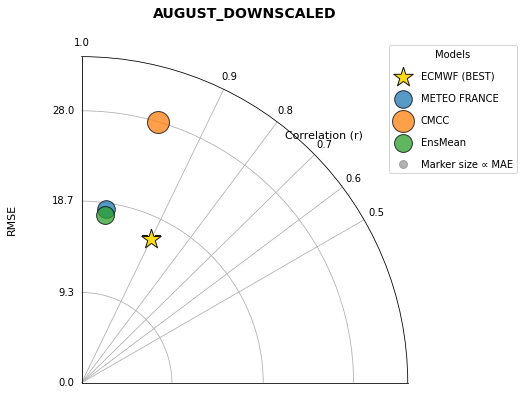 AUGUST_DOWNSCALED
1.0
0.9
0.8
0.7
0.6
0.5
Correlation (r)
RMSE
28.0
18.7
9.3
0.0
Models
ECMWF (BEST)
METEO FRANCE
CMCC
EnsMean
Marker size ∝ MAE